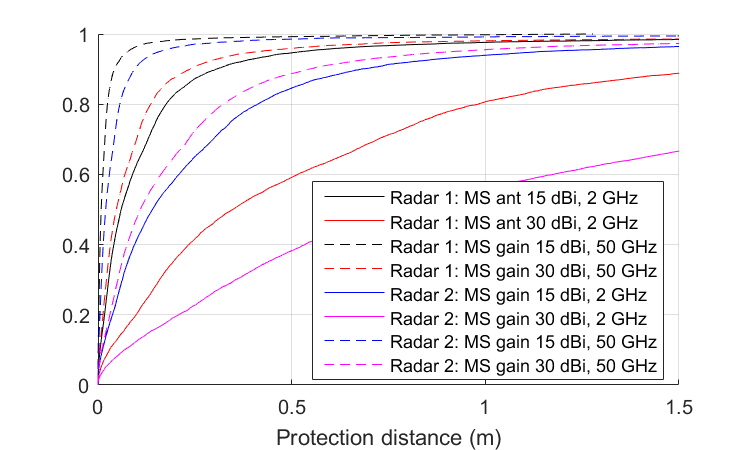 1
0.8
0.6
0.4
0.2
0
Radar 1: MS ant 15 dBi, 2 GHz
Radar 1: MS ant 30 dBi, 2 GHz
Radar 1: MS gain 15 dBi, 50 GHz
Radar 1: MS gain 30 dBi, 50 GHz
Radar 2: MS gain 15 dBi, 2 GHz
Radar 2: MS gain 30 dBi, 2 GHz
Radar 2: MS gain 15 dBi, 50 GHz
Radar 2: MS gain 30 dBi, 50 GHz
0 0.5 1 1.5
Protection distance (m)